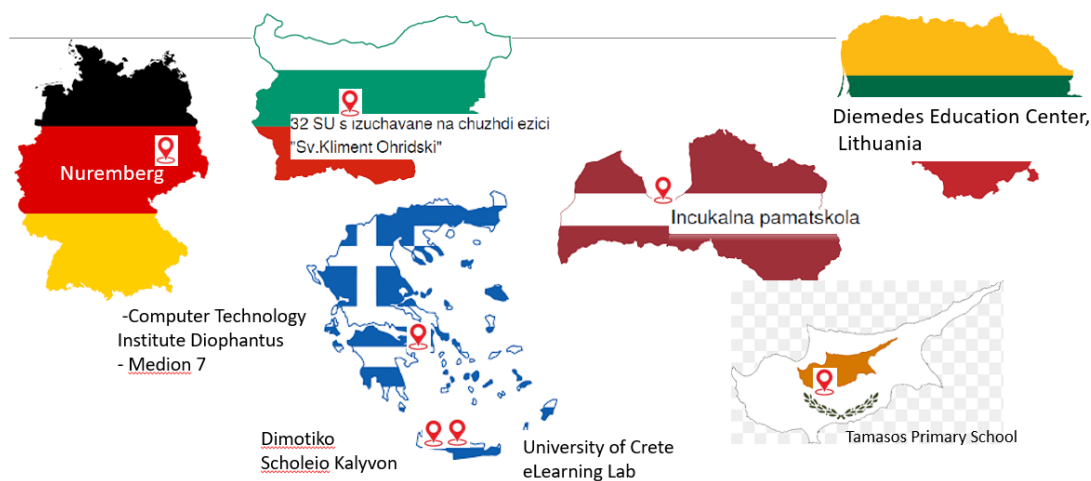 Nuremberg
32 SU s izuchavane na chuzhdi ezici
"Sv.Kliment Ohridski"
Diemedes Education Center,
Lithuania
Incukalna pamatskola
-Computer Technology
Institute Diophantus
- Medion 7
Dimotiko
Scholeio Kalyvon
University of Crete
eLearning Lab
Tamasos Primary School